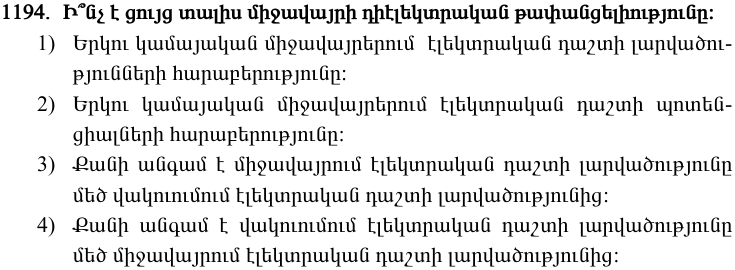 1194. Ի՞նչ է ցույց տալիս միջավայրի դիէլեկտրական թափանցելիությունը:
1) Երկու կամայական միջավայրերում էլեկտրական դաշտի լարվածու-
թյունների հարաբերությունը:
2) Երկու կամայական միջավայրերում էլեկտրական դաշտի պոտեն-
ցիալների հարաբերությունը:
3) Քանի անգամ է միջավայրում էլեկտրական դաշտի լարվածությունը
մեծ վակուումում էլեկտրական դաշտի լարվածությունից:
4) Քանի անգամ է վակուումում էլեկտրական դաշտի լարվածությունը
մեծ միջավայրում էլեկտրական դաշտի լարվածությունից: